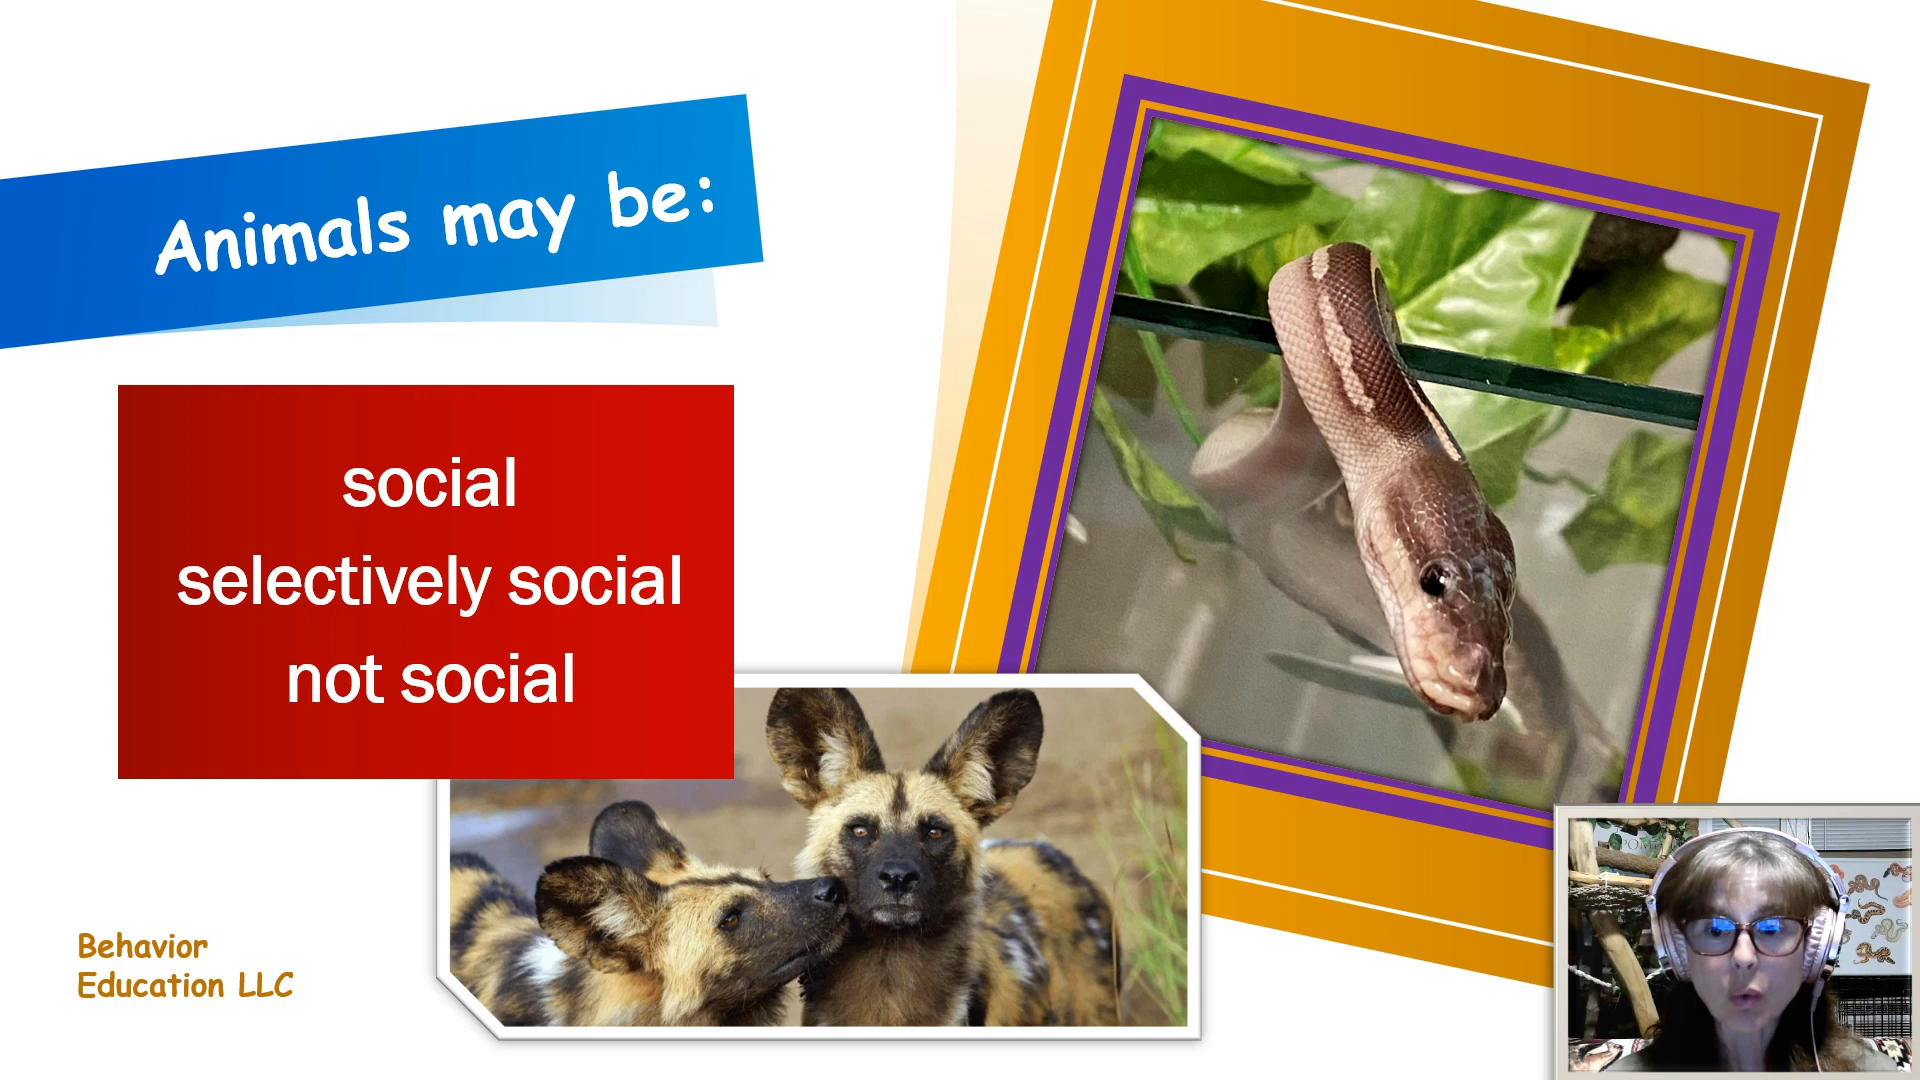 Animals may be:
social
selectively social
not social
Behavior
Education LLC